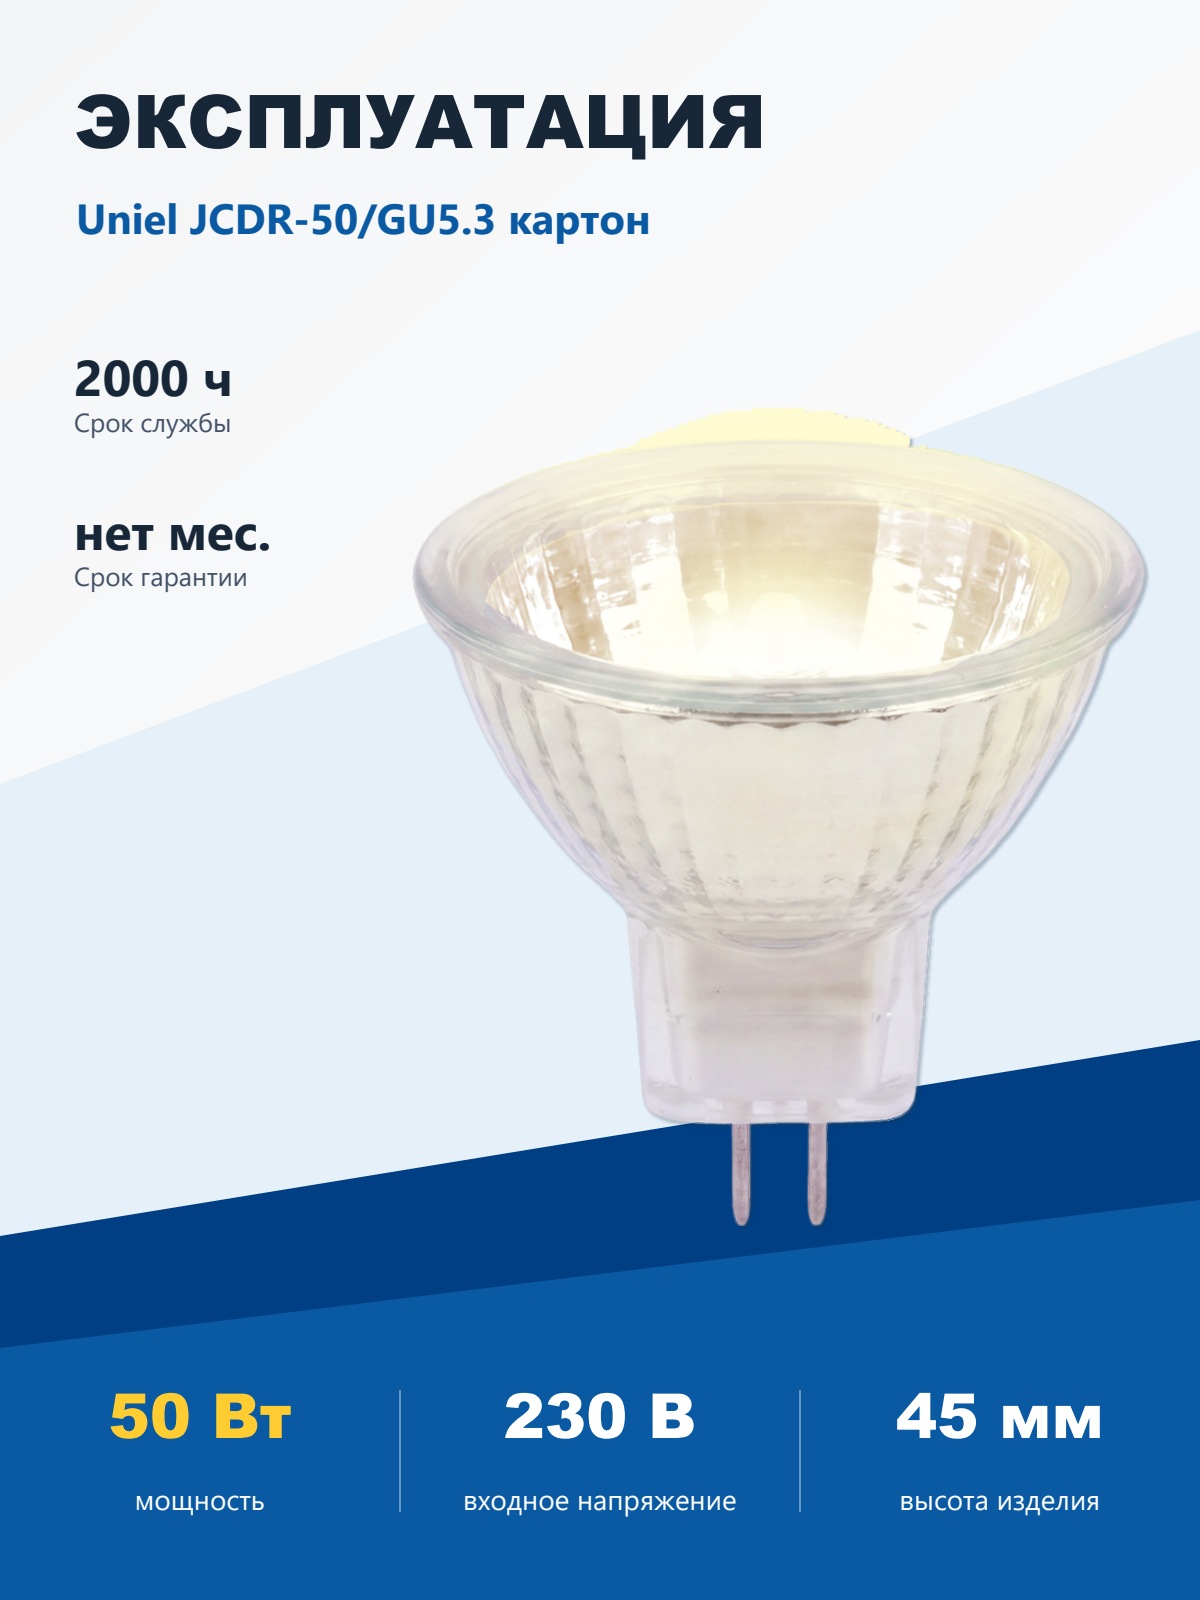 ЭКСПЛУАТАЦИЯ
Uniel JCDR-50/GU5.3 картон
2000 ч
Срок службы
нет мес.
Срок гарантии
50 Вт
мощность
230 В
входное напряжение
45 мм
высота изделия